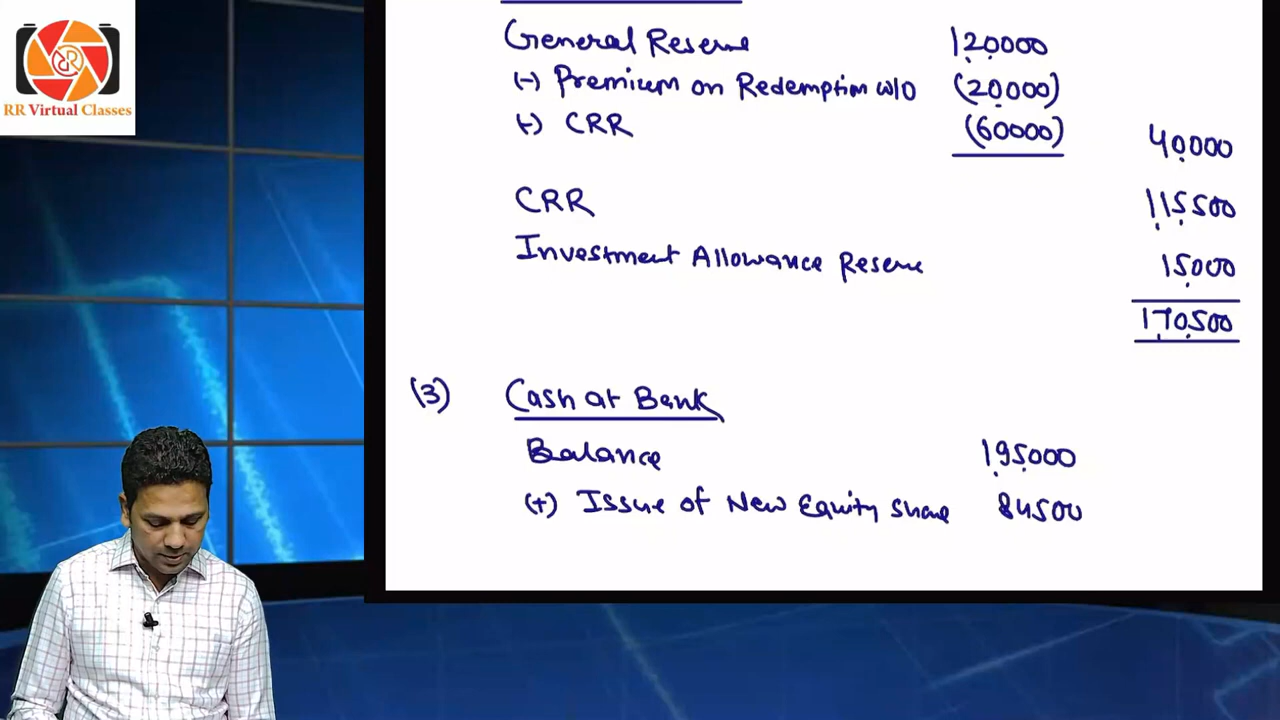 General Reserve 120000
(-) Premium on Redemption w/o (20000)
(-) CRR (60000) 40000
CRR 115500
Investment Allowance Reserve 15000
170500
(3) Cash at Bank
Balance 195000
(+) Issue of New Equity Share 84500
RR
RR Virtual Classes